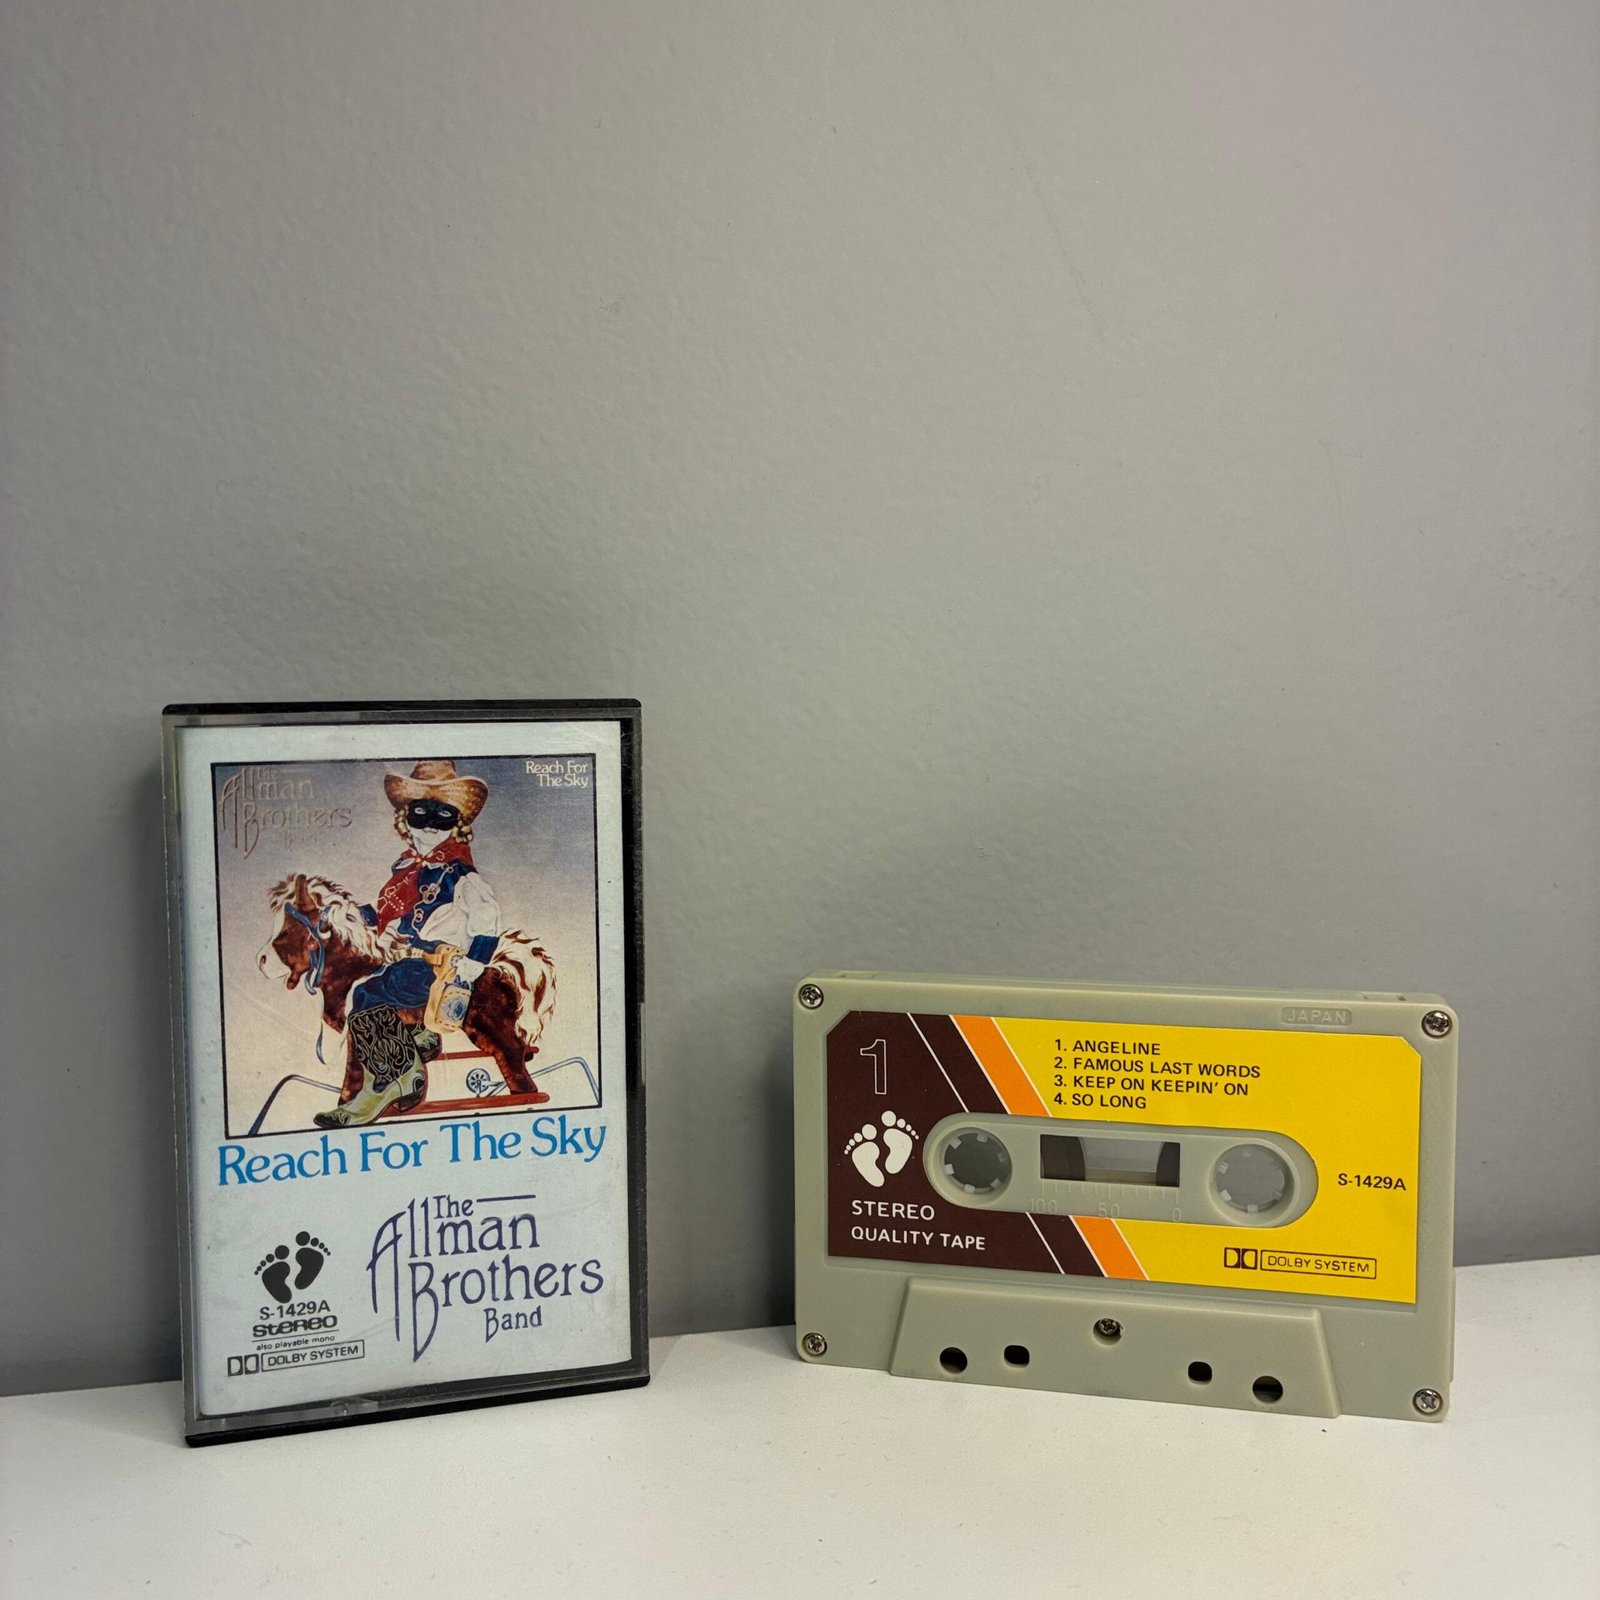 The
Allman
Brothers
Band
Reach For
The Sky
Reach For The Sky
The
Allman
Brothers
Band
S-1429A
STEREO
also playable mono
DOLBY SYSTEM
JAPAN
1
1. ANGELINE
2. FAMOUS LAST WORDS
3. KEEP ON KEEPIN' ON
4. SO LONG
S-1429A
STEREO
QUALITY TAPE
100 50 0
DOLBY SYSTEM